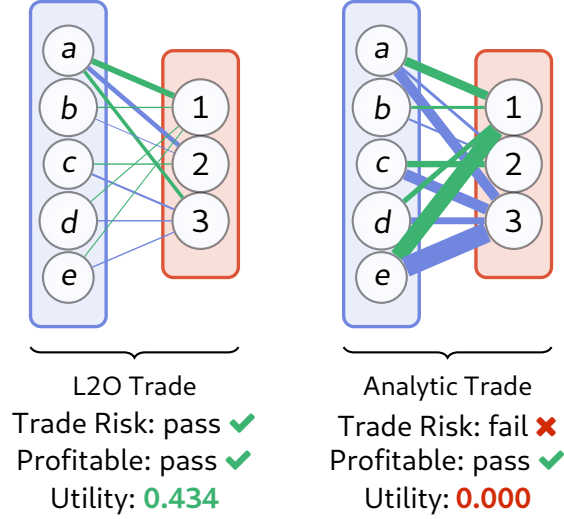 a
b
c
d
e
1
2
3
L2O Trade
Trade Risk: pass ✔
Profitable: pass ✔
Utility: 0.434
a
b
c
d
e
1
2
3
Analytic Trade
Trade Risk: fail ✖
Profitable: pass ✔
Utility: 0.000